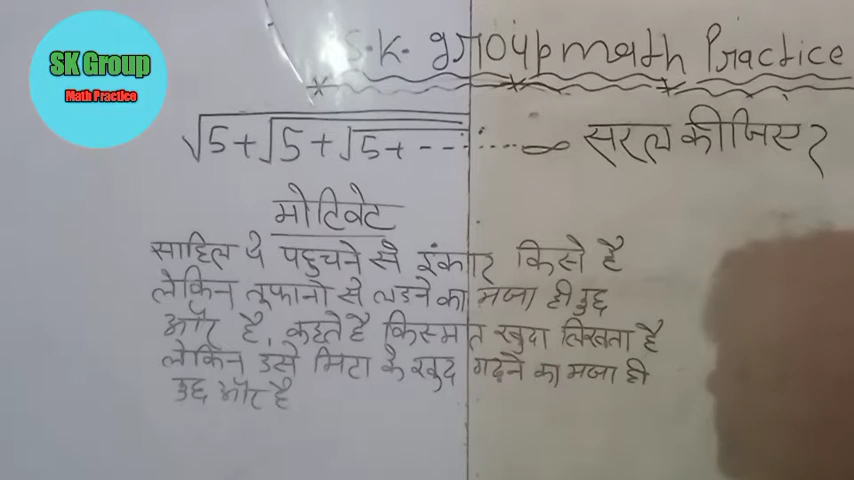 SK Group
Math Practice
S.K. group math Practice
√5+√5+√5+--......∞ सरल कीजिए?
मोटिवेट
साहिल पे पहुचने से इंकार किसे है
लेकिन तूफानो से लडने का मजा ही कुछ
और है, कहते है किस्मत खुदा लिखता है
लेकिन उसे मिटा के खुद गढ़ने का मजा ही
कुछ और है